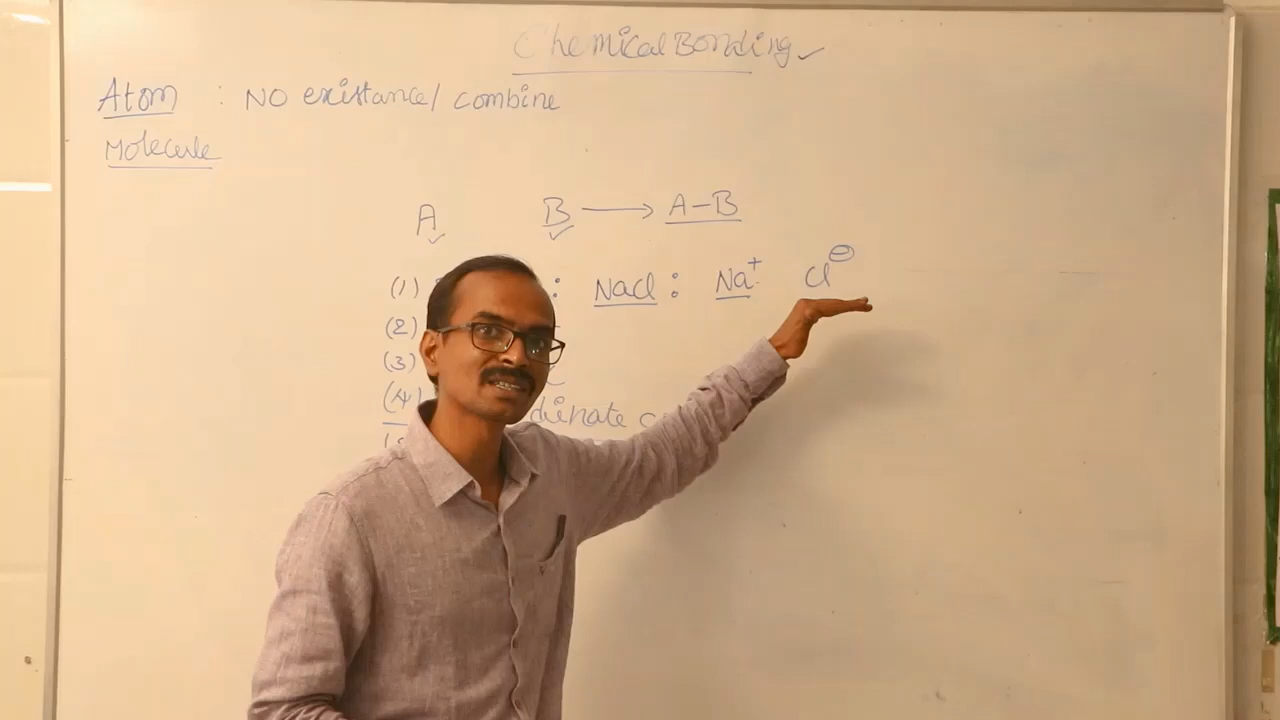 Chemical Bonding
Atom : NO existance/ combine
Molecule
A B → A-B
(1) : Nacl : Na+ Cl⊖
(2)
(3) C
(4) dinate